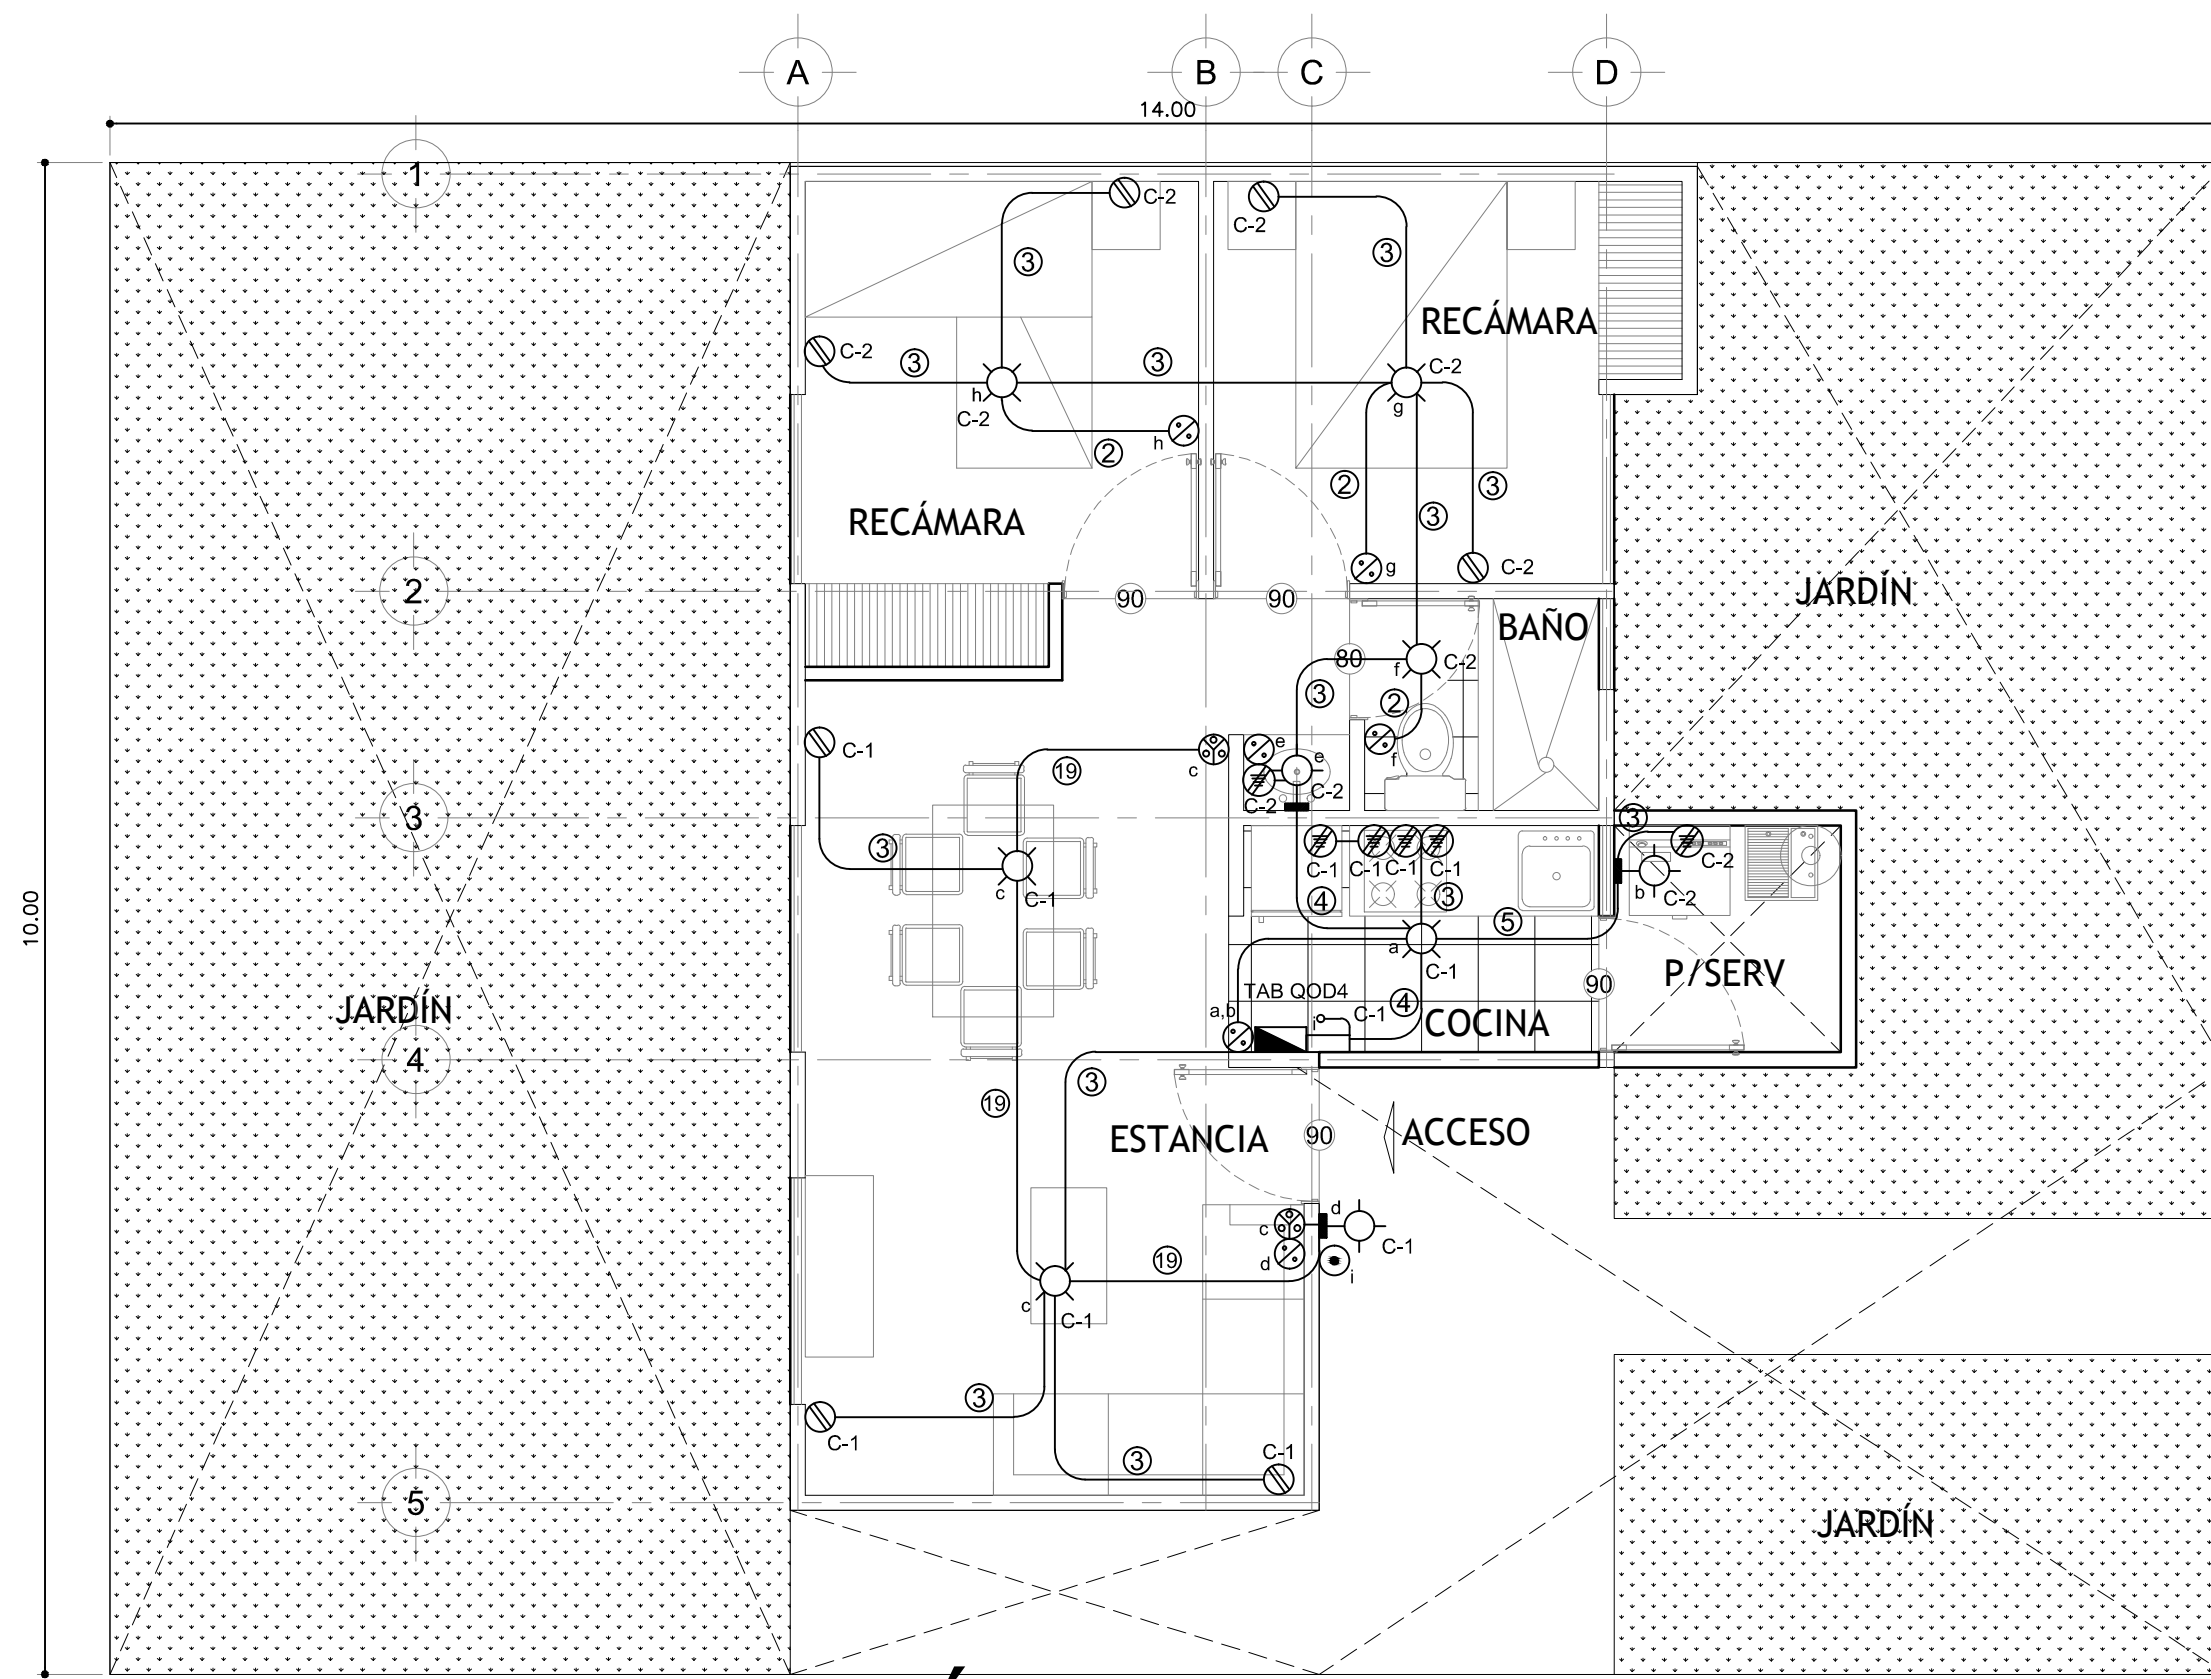 A B C D
14.00
1
C-2
C-2
3
3
RECÁMARA
C-2
3
3
C-2
h
C-2
g
h
2
2
3
3
RECÁMARA
g
C-2
2
90
90
JARDÍN
BAÑO
80
f
C-2
3
2
C-1
c
e
e
f
19
C-2
C-2
3
3
3
C-1
C-1
C-1
C-1
C-2
c
C-1
b
C-2
4
3
5
10.00
a
C-1
P/SERV
TAB QOD4
90
JARDÍN
a,b
i
C-1
4
COCINA
4
3
19
ESTANCIA
90
ACCESO
c
d
C-1
19
d
i
c
C-1
3
C-1
C-1
3
5
JARDÍN